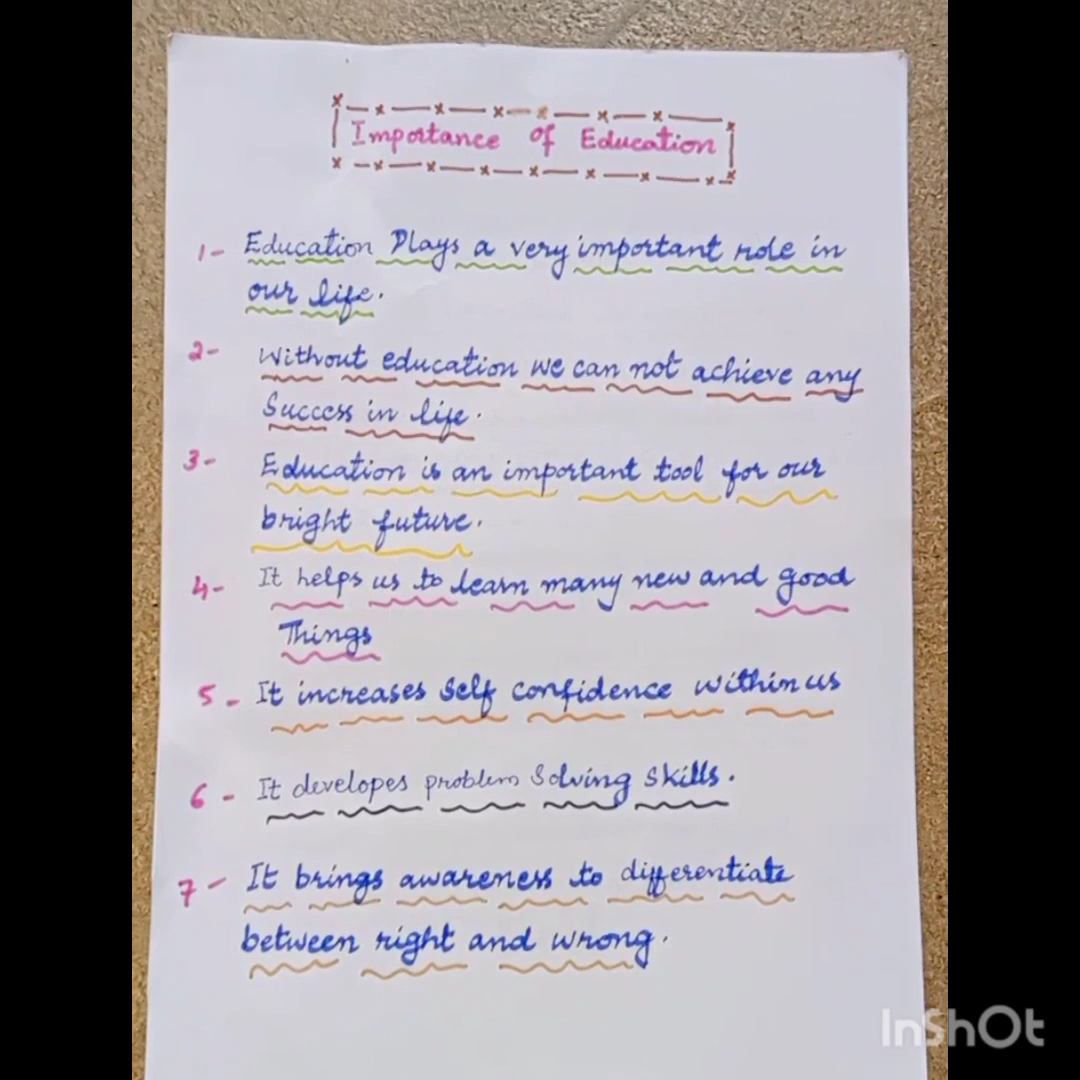 Importance of Education
1- Education Plays a very important role in
our life.
2- Without education we can not achieve any
Success in life.
3- Education is an important tool for our
bright future.
4- It helps us to learn many new and good
Things
5- It increases Self confidence within us
6- It developes problem Solving skills.
7- It brings awareness to differentiate
between right and wrong.
InShOt